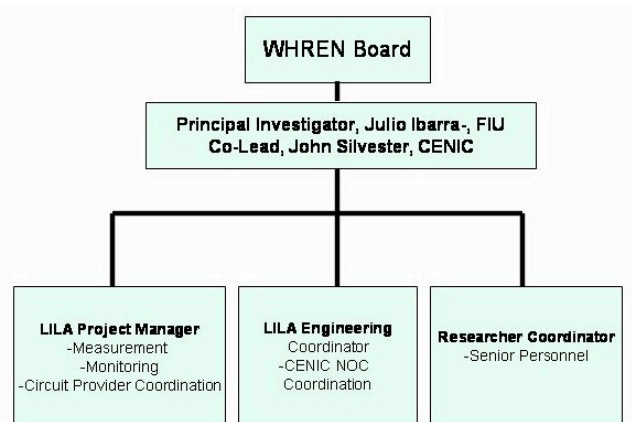 WHREN Board
Principal Investigator, Julio Ibarra-, FIU
Co-Lead, John Silvester, CENIC
LILA Project Manager
-Measurement
-Monitoring
-Circuit Provider Coordination
LILA Engineering
Coordinator
-CENIC NOC
Coordination
Researcher Coordinator
-Senior Personnel